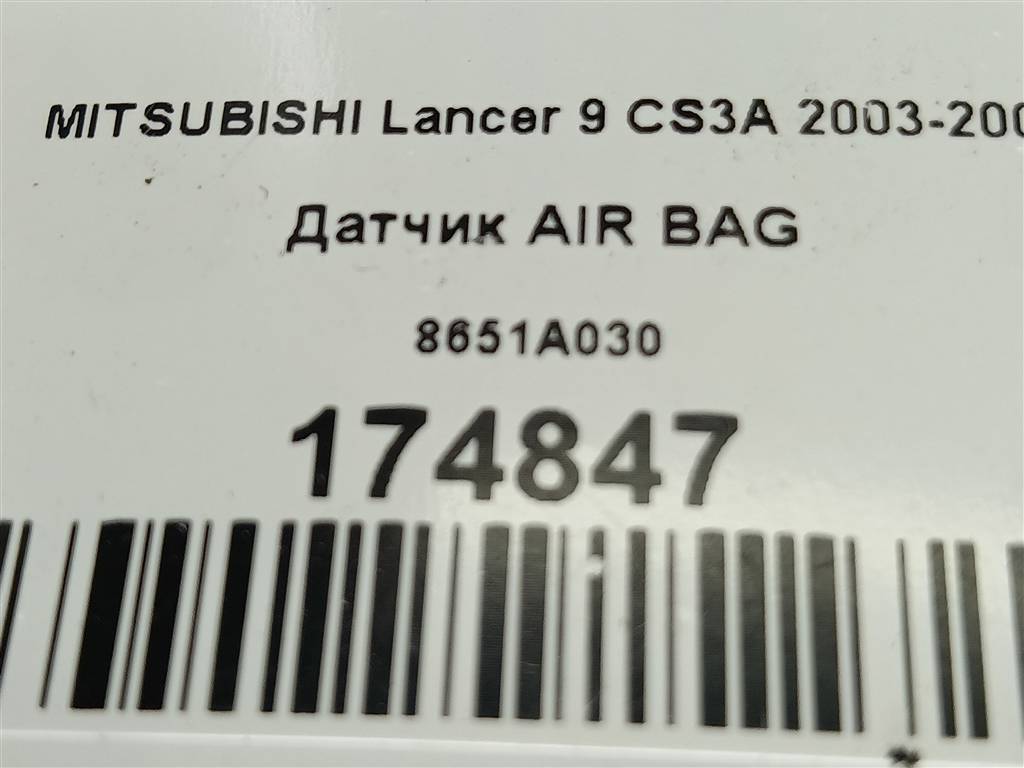 MITSUBISHI Lancer 9 CS3A 2003-200
Датчик AIR BAG
8651A030
174847